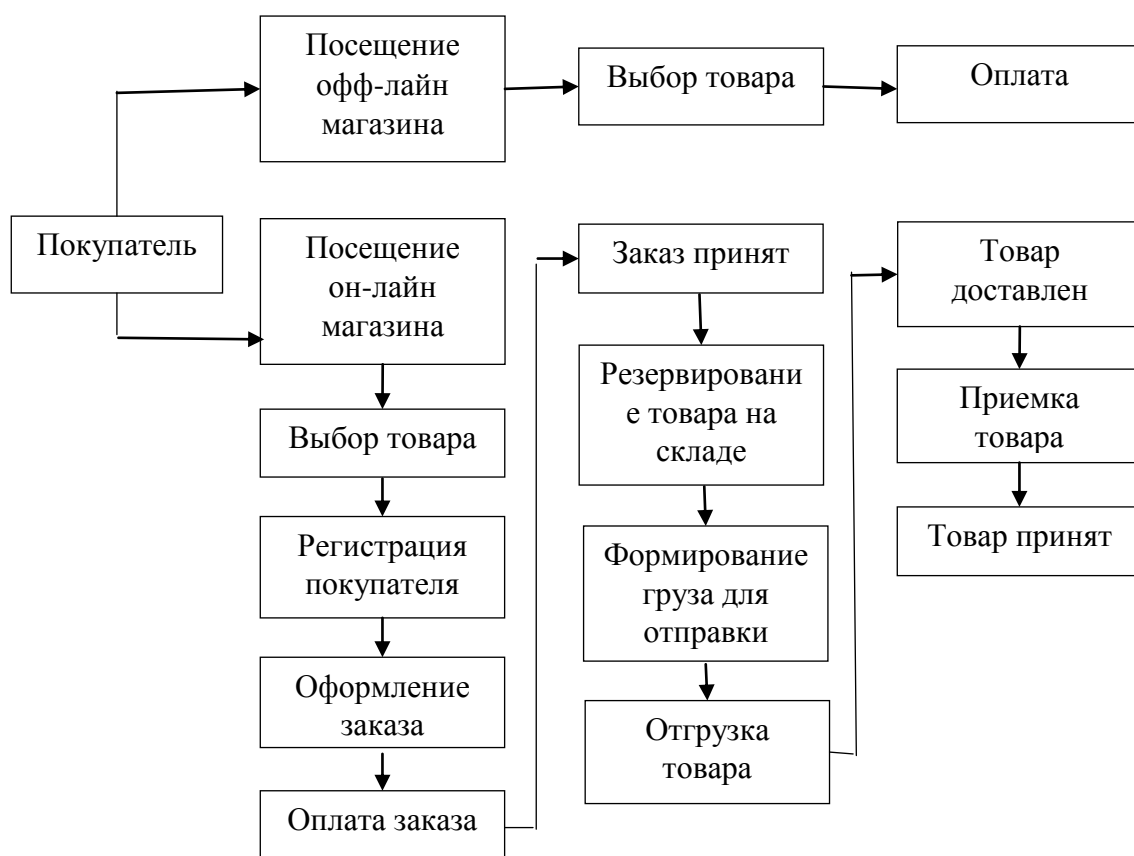 Посещение
офф-лайн
магазина
Выбор товара
Оплата
Покупатель
Посещение
он-лайн
магазина
Выбор товара
Регистрация
покупателя
Оформление
заказа
Оплата заказа
Заказ принят
Резервировани
е товара на
складе
Формирование
груза для
отправки
Отгрузка
товара
Товар
доставлен
Приемка
товара
Товар принят